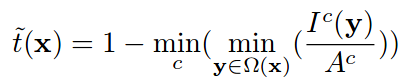 t̃(𝐱) = 1 − min_c( min_{𝐲∈Ω(𝐱)} ( I^c(𝐲) / A^c ))